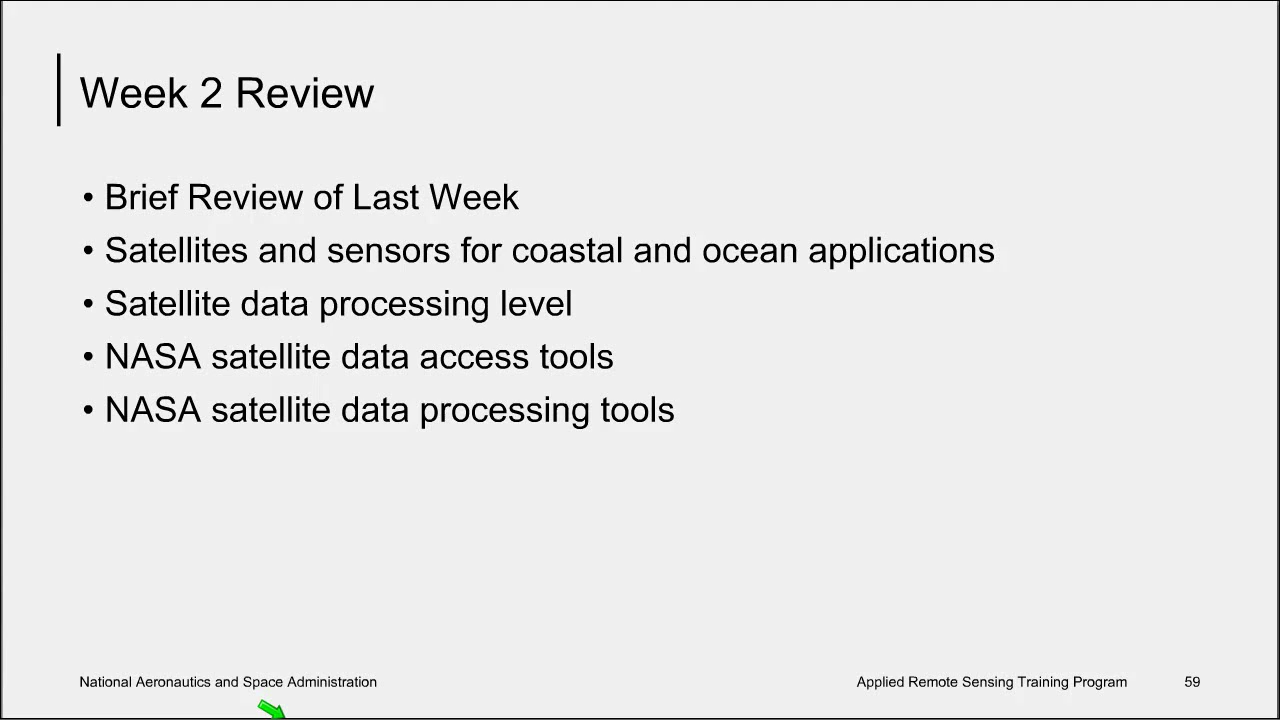 Week 2 Review
• Brief Review of Last Week
• Satellites and sensors for coastal and ocean applications
• Satellite data processing level
• NASA satellite data access tools
• NASA satellite data processing tools
National Aeronautics and Space Administration
Applied Remote Sensing Training Program
59